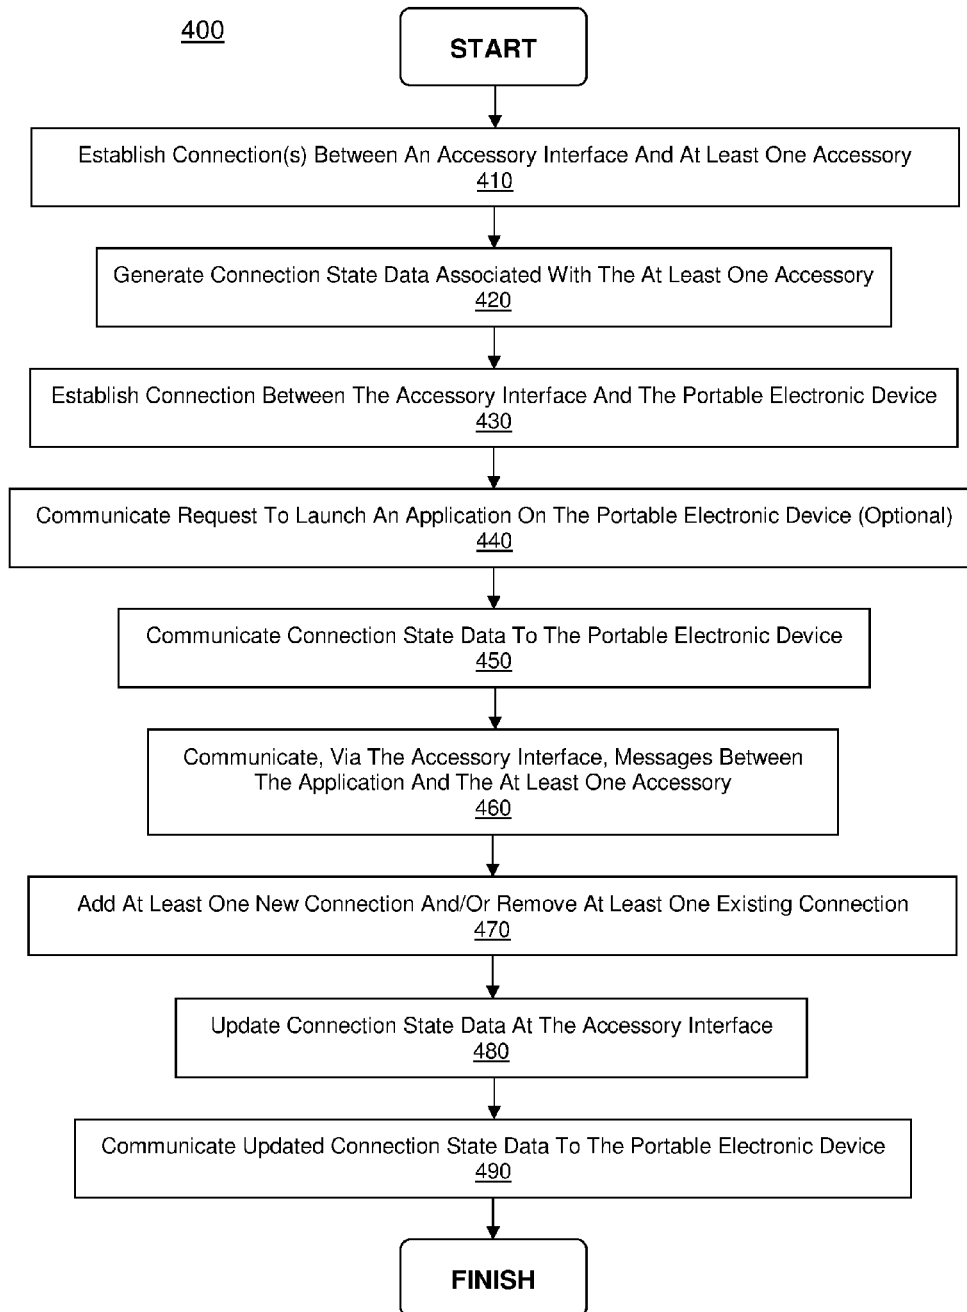 400
START
Establish Connection(s) Between An Accessory Interface And At Least One Accessory
410
Generate Connection State Data Associated With The At Least One Accessory
420
Establish Connection Between The Accessory Interface And The Portable Electronic Device
430
Communicate Request To Launch An Application On The Portable Electronic Device (Optional)
440
Communicate Connection State Data To The Portable Electronic Device
450
Communicate, Via The Accessory Interface, Messages Between
The Application And The At Least One Accessory
460
Add At Least One New Connection And/Or Remove At Least One Existing Connection
470
Update Connection State Data At The Accessory Interface
480
Communicate Updated Connection State Data To The Portable Electronic Device
490
FINISH